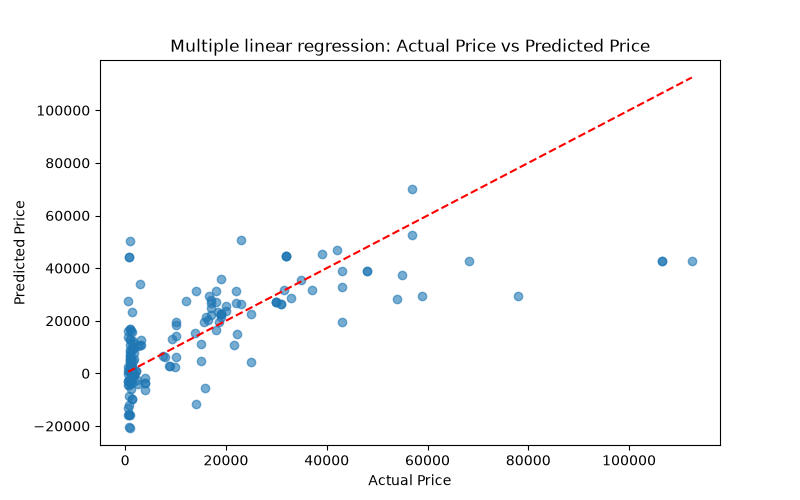 Multiple linear regression: Actual Price vs Predicted Price
100000
80000
60000
40000
20000
0
−20000
Predicted Price
0 20000 40000 60000 80000 100000
Actual Price